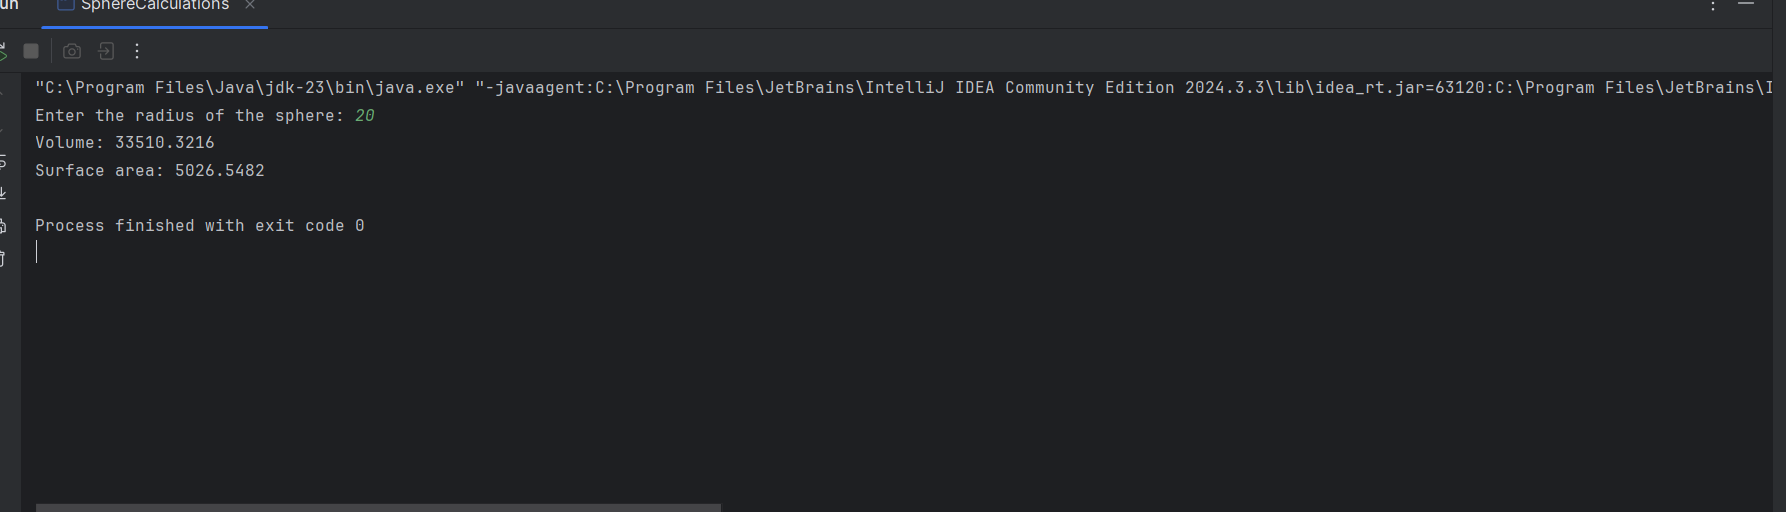 SphereCalculations
"C:\Program Files\Java\jdk-23\bin\java.exe" "-javaagent:C:\Program Files\JetBrains\IntelliJ IDEA Community Edition 2024.3.3\lib\idea_rt.jar=63120:C:\Program Files\JetBrains\I
Enter the radius of the sphere: 20
Volume: 33510.3216
Surface area: 5026.5482
Process finished with exit code 0